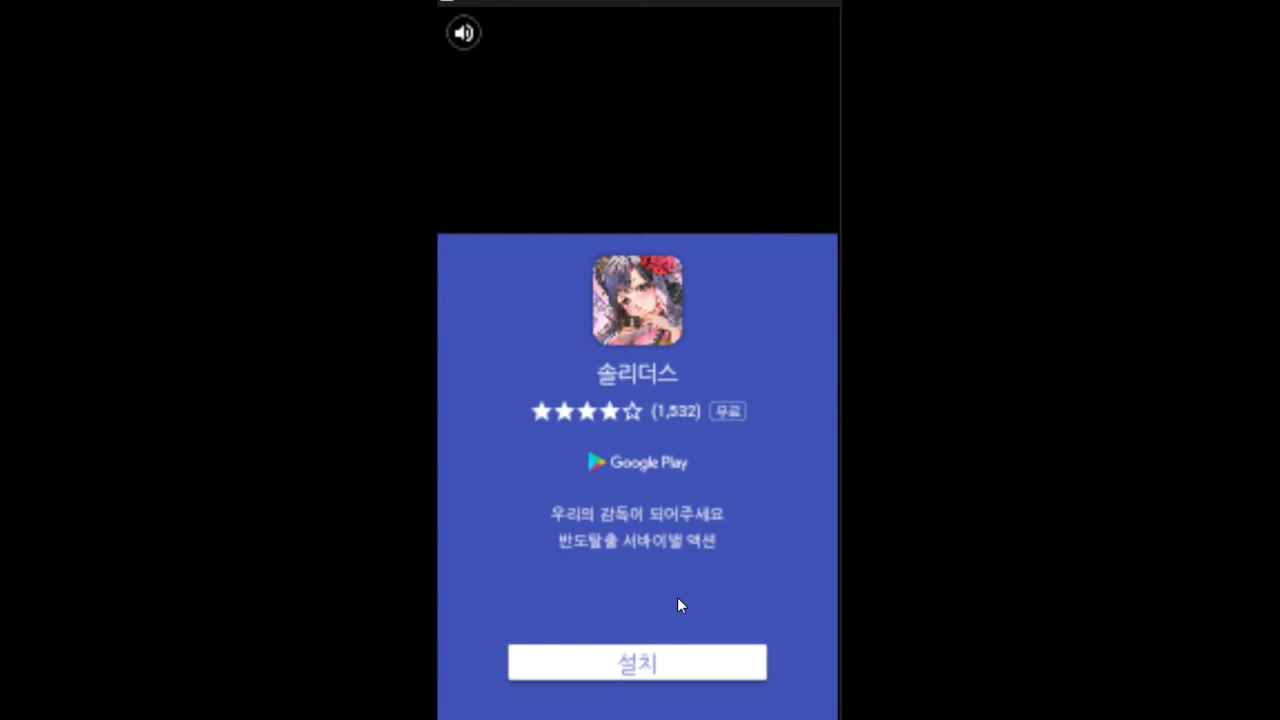 솔리더스
(1,532) 무료
Google Play
우리의 감독이 되어주세요
반도탈출 서바이벌 액션
설치